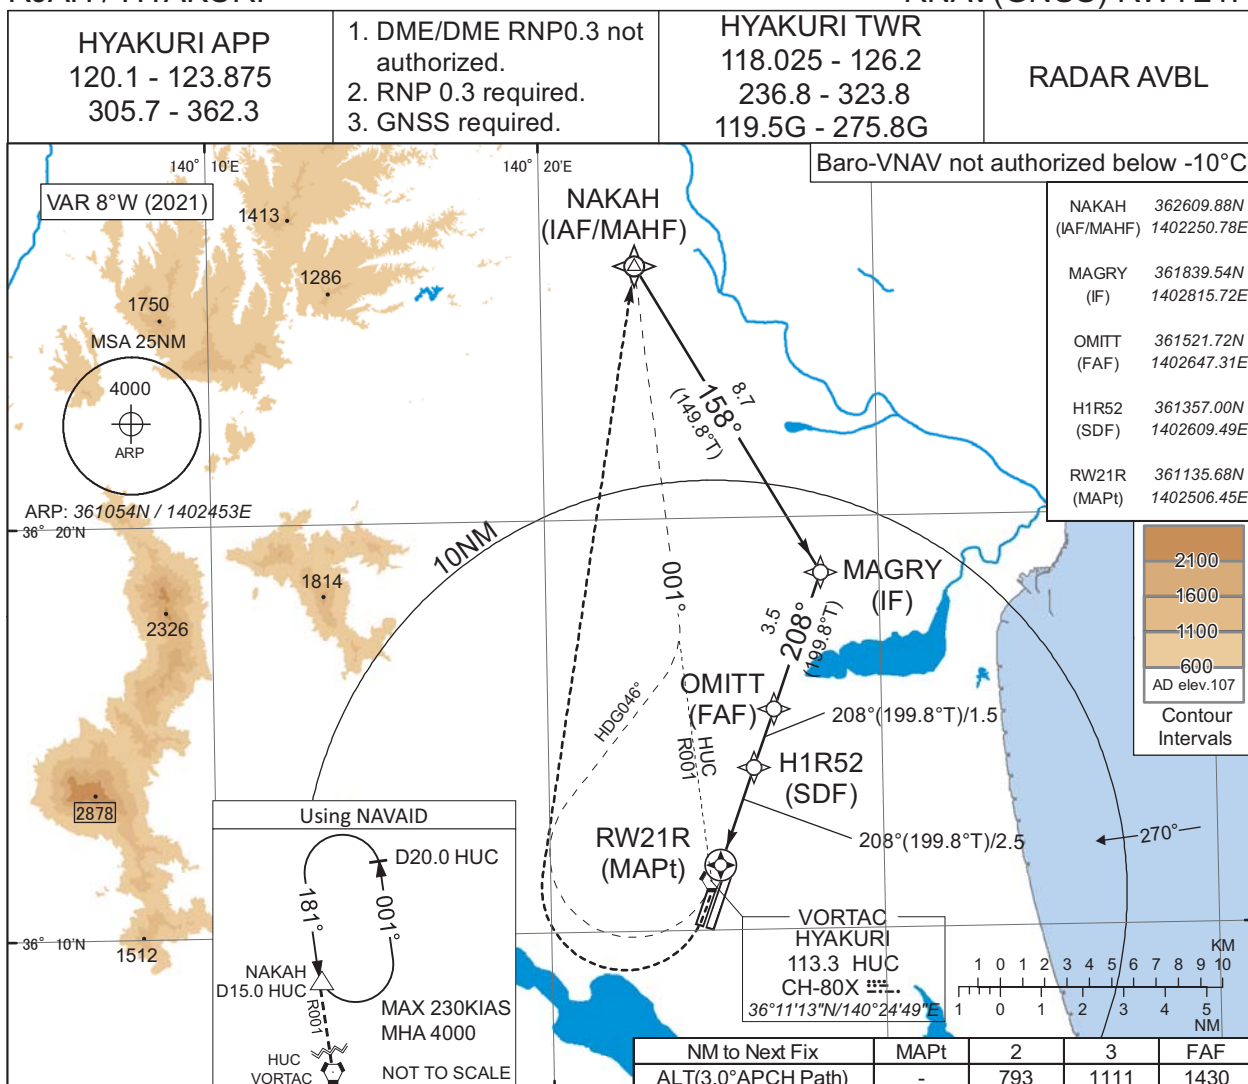 HYAKURI APP
120.1 - 123.875
305.7 - 362.3
1. DME/DME RNP0.3 not
authorized.
2. RNP 0.3 required.
3. GNSS required.
HYAKURI TWR
118.025 - 126.2
236.8 - 323.8
119.5G - 275.8G
RADAR AVBL
140° 10'E
140° 20'E
Baro-VNAV not authorized below -10°C
VAR 8°W (2021)
1413
1286
1750
MSA 25NM
4000
ARP
ARP: 361054N / 1402453E
NAKAH
(IAF/MAHF)
NAKAH 362609.88N
(IAF/MAHF) 1402250.78E
MAGRY 361839.54N
(IF) 1402815.72E
OMITT 361521.72N
(FAF) 1402647.31E
H1R52 361357.00N
(SDF) 1402609.49E
RW21R 361135.68N
(MAPt) 1402506.45E
8.7
158°
(149.8°T)
36° 20'N
10NM
1814
2326
001°
MAGRY
(IF)
3.5
208°
(199.8°T)
2100
1600
1100
600
AD elev.107
Contour
Intervals
HDG046°
OMITT
(FAF)
HUC
R001
208°(199.8°T)/1.5
H1R52
(SDF)
2878
RW21R
(MAPt)
208°(199.8°T)/2.5
270°
Using NAVAID
D20.0 HUC
181°
001°
NAKAH
D15.0 HUC
R001
MAX 230KIAS
MHA 4000
HUC
VORTAC
NOT TO SCALE
36° 10'N
1512
VORTAC
HYAKURI
113.3 HUC
CH-80X
36°11'13"N/140°24'49"E
KM
1 0 1 2 3 4 5 6 7 8 9 10
1 0 1 2 3 4 5
NM
NM to Next Fix MAPt 2 3 FAF
ALT(3.0°APCH Path) - 793 1111 1430